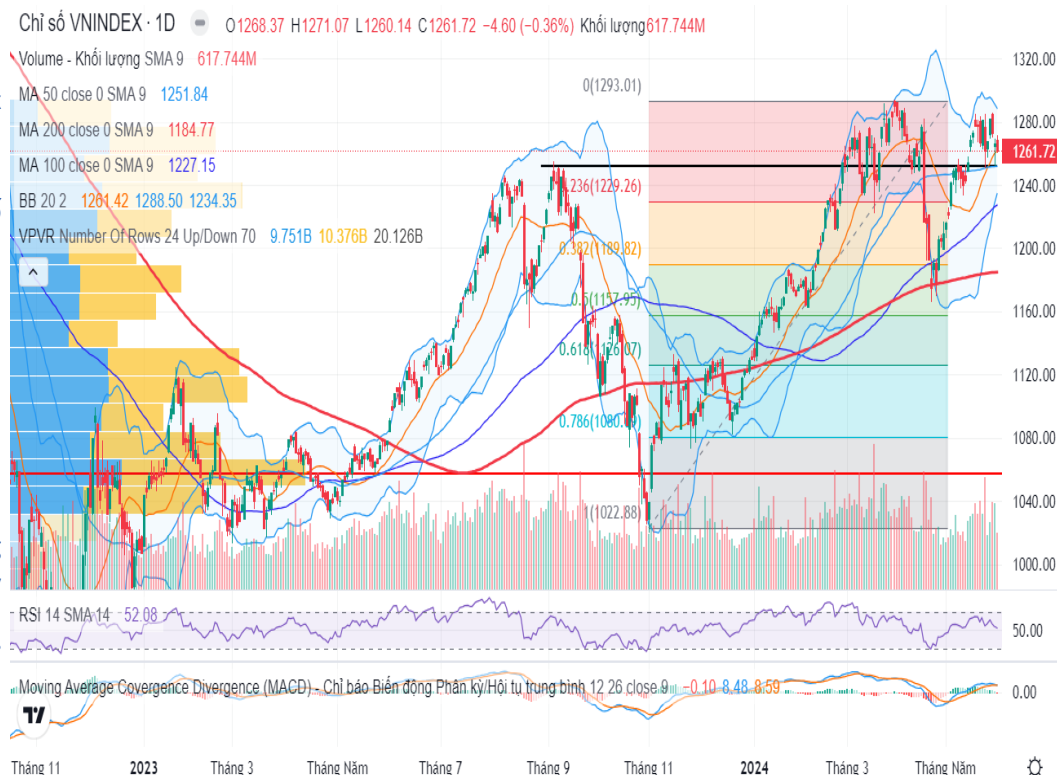 Chỉ số VNINDEX · 1D O1268.37 H1271.07 L1260.14 C1261.72 −4.60 (−0.36%) Khối lượng617.744M
Volume - Khối lượng SMA 9 617.744M
MA 50 close 0 SMA 9 1251.84
MA 200 close 0 SMA 9 1184.77
MA 100 close 0 SMA 9 1227.15
BB 20 2 1261.42 1288.50 1234.35
VPVR Number Of Rows 24 Up/Down 70 9.751B 10.376B 20.126B
0(1293.01)
.236(1229.26)
0.382(1189.82)
0.5(1157.95)
0.618(1126.07)
0.786(1080.
1(1022.88)
1320.00
1280.00
1261.72
1240.00
1200.00
1160.00
1120.00
1080.00
1040.00
1000.00
RSI 14 SMA 14 52.08
50.00
Moving Average Covergence Divergence (MACD) - Chỉ báo Biến động Phân kỳ/Hội tụ trung bình 12 26 close 9 −0.10 8.48 8.59
0.00
Tháng 11 2023 Tháng 3 Tháng Năm Tháng 7 Tháng 9 Tháng 11 2024 Tháng 3 Tháng Năm